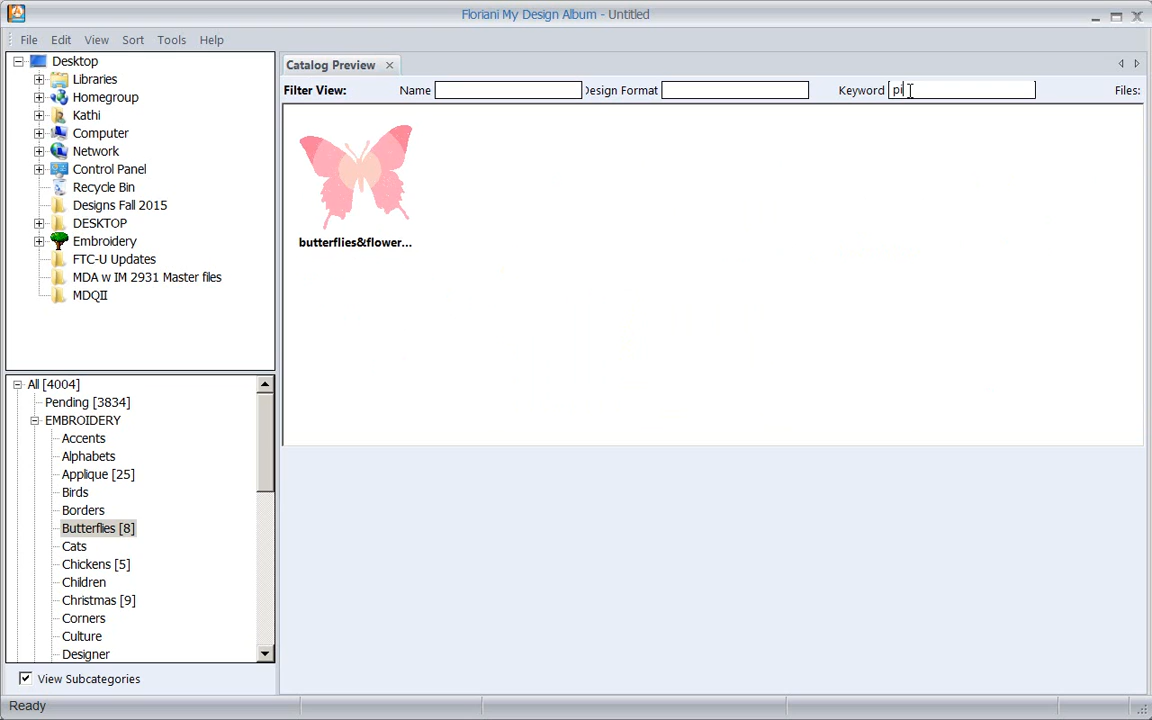 Floriani My Design Album - Untitled
File Edit View Sort Tools Help
Desktop
Libraries
Homegroup
Kathi
Computer
Network
Control Panel
Recycle Bin
Designs Fall 2015
DESKTOP
Embroidery
FTC-U Updates
MDA w IM 2931 Master files
MDQII
All [4004]
Pending [3834]
EMBROIDERY
Accents
Alphabets
Applique [25]
Birds
Borders
Butterflies [8]
Cats
Chickens [5]
Children
Christmas [9]
Corners
Culture
Designer
View Subcategories
Catalog Preview
Filter View: Name Design Format Keyword pi Files:
butterflies&flower...
Ready